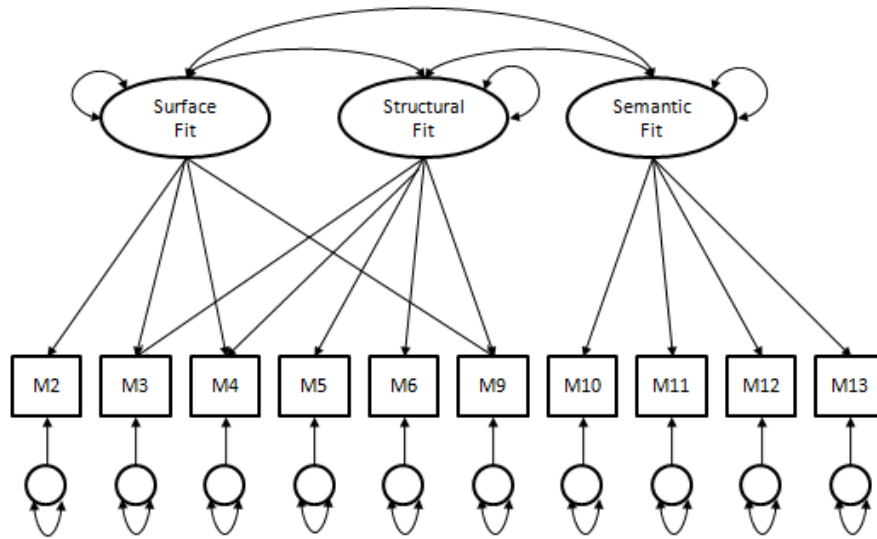 Surface
Fit
Structural
Fit
Semantic
Fit
M2
M3
M4
M5
M6
M9
M10
M11
M12
M13